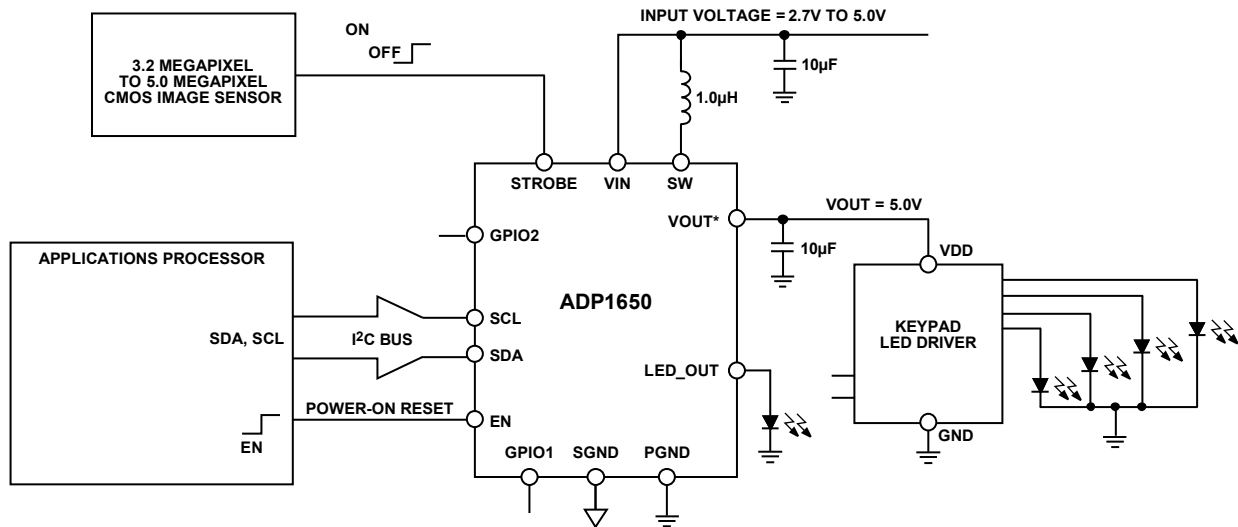 INPUT VOLTAGE = 2.7V TO 5.0V
ON
OFF
3.2 MEGAPIXEL
TO 5.0 MEGAPIXEL
CMOS IMAGE SENSOR
10µF
1.0µH
STROBE
VIN
SW
VOUT*
VOUT = 5.0V
GPIO2
10µF
VDD
APPLICATIONS PROCESSOR
ADP1650
SCL
KEYPAD
LED DRIVER
SDA, SCL
I²C BUS
SDA
LED_OUT
POWER-ON RESET
EN
EN
GND
GPIO1
SGND
PGND